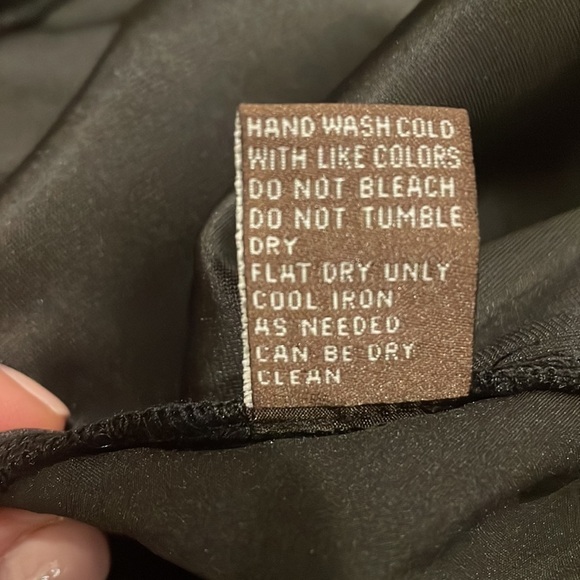 HAND WASH COLD
WITH LIKE COLORS
DO NOT BLEACH
DO NOT TUMBLE
DRY
FLAT DRY ONLY
COOL IRON
AS NEEDED
CAN BE DRY
CLEAN